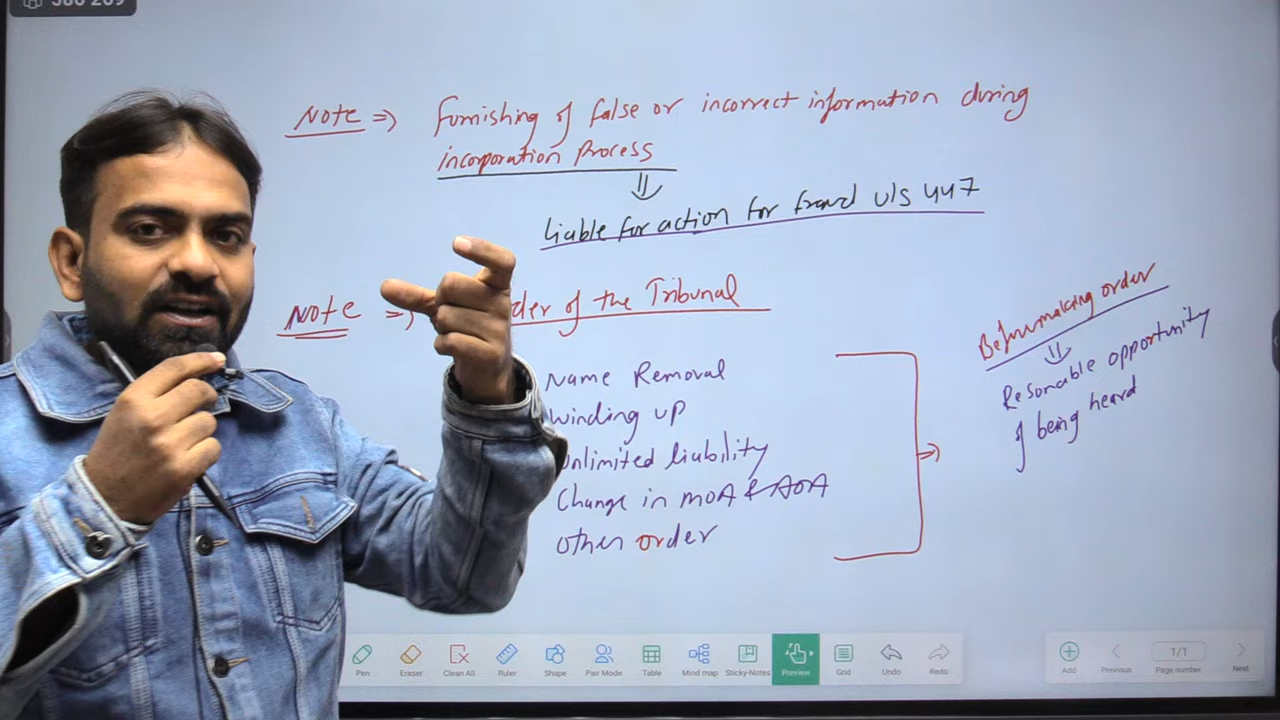 Note => Furnishing of false or incorrect information during
incorporation process
liable for action for fraud u/s 447
Note => der of the Tribunal
Name Removal
Winding up
unlimited liability
Change in MOA & AOA
other order
Before making order
Resonable opportunity
of being heard
Pen
Eraser
Clean All
Ruler
Shape
Pair Mode
Table
Mind map
Sticky-Notes
Preview
Grid
Undo
Redo
Add
Previous
1/1
Page number
Next